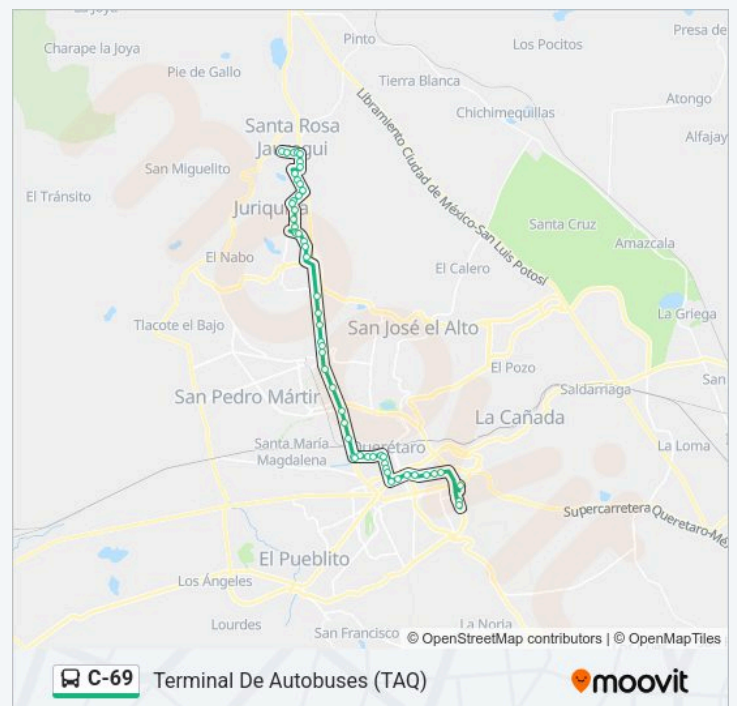 La Joya
Presa de
Pinto
Charape la Joya
Los Pocitos
Pie de Gallo
Tierra Blanca
Atongo
Chichimequillas
Santa Rosa
Jauregui
Alfajay
Libramiento Ciudad de México-San Luis Potosí
San Miguelito
El Tránsito
Juriquilla
Santa Cruz
Amazcala
El Nabo
El Calero
La Griega
Tlacote el Bajo
San José el Alto
El Pozo
San
San Pedro Mártir
Saldarriaga
La Cañada
Santa María
Magdalena
Querétaro
La Loma
Supercarretera Queretaro-Mé
El Pueblito
Los Ángeles
Lourdes
San Francisco
La Noria
© OpenStreetMap contributors | © OpenMapTiles
C-69
Terminal De Autobuses (TAQ)
moovit